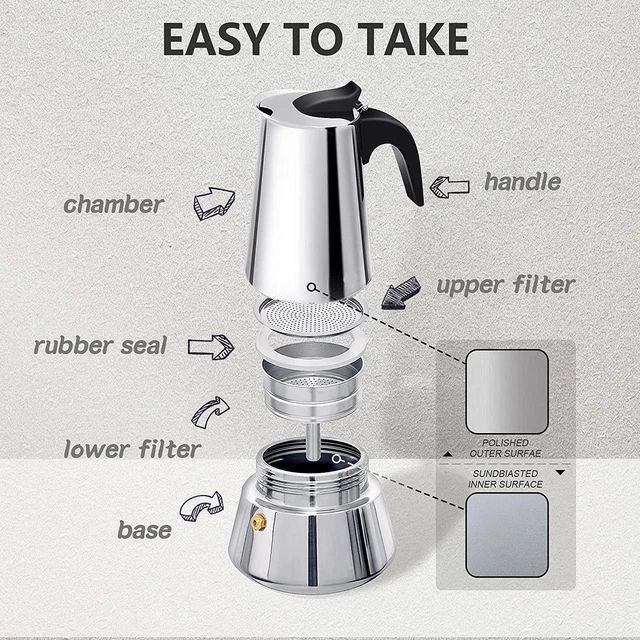 EASY TO TAKE
chamber
handle
upper filter
rubber seal
lower filter
POLISHED
OUTER SURFAE
SUNDBIASTED
INNER SURFACE
base